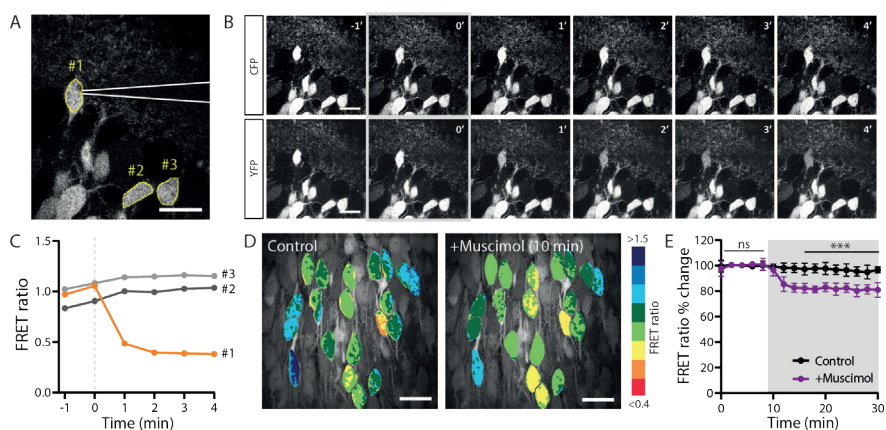 A
#1
#2
#3
B
CFP
-1’
0’
1’
2’
3’
4’
YFP
-1’
0’
1’
2’
3’
4’
C
FRET ratio
1.5
1.0
0.5
0.0
#3
#2
#1
-1 0 1 2 3 4
Time (min)
D
Control
+Muscimol (10 min)
>1.5
FRET ratio
<0.4
E
FRET ratio % change
120
100
80
60
40
20
0
ns
***
Control
+Muscimol
0 10 20 30
Time (min)